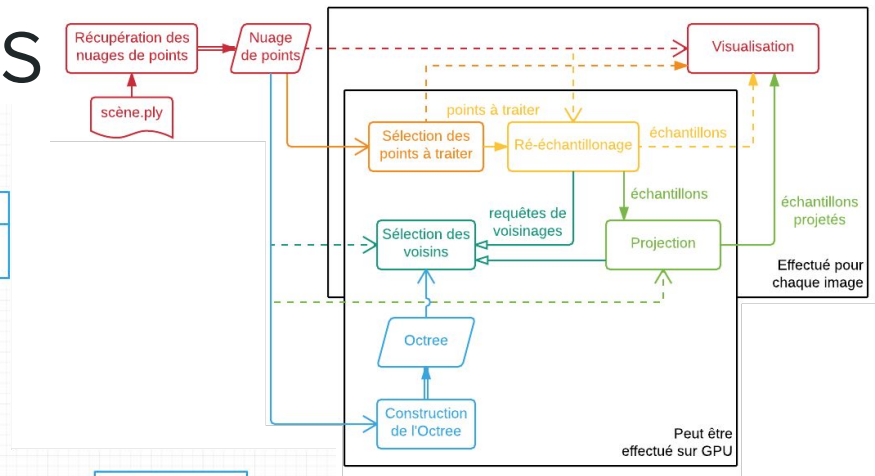 s
Récupération des
nuages de points
Nuage
de points
Visualisation
scène.ply
points à traiter
Sélection des
points à traiter
Ré-échantillonage
échantillons
échantillons
requêtes de
voisinages
échantillons
projetés
Sélection des
voisins
Projection
Effectué pour
chaque image
Octree
Construction
de l'Octree
Peut être
effectué sur GPU